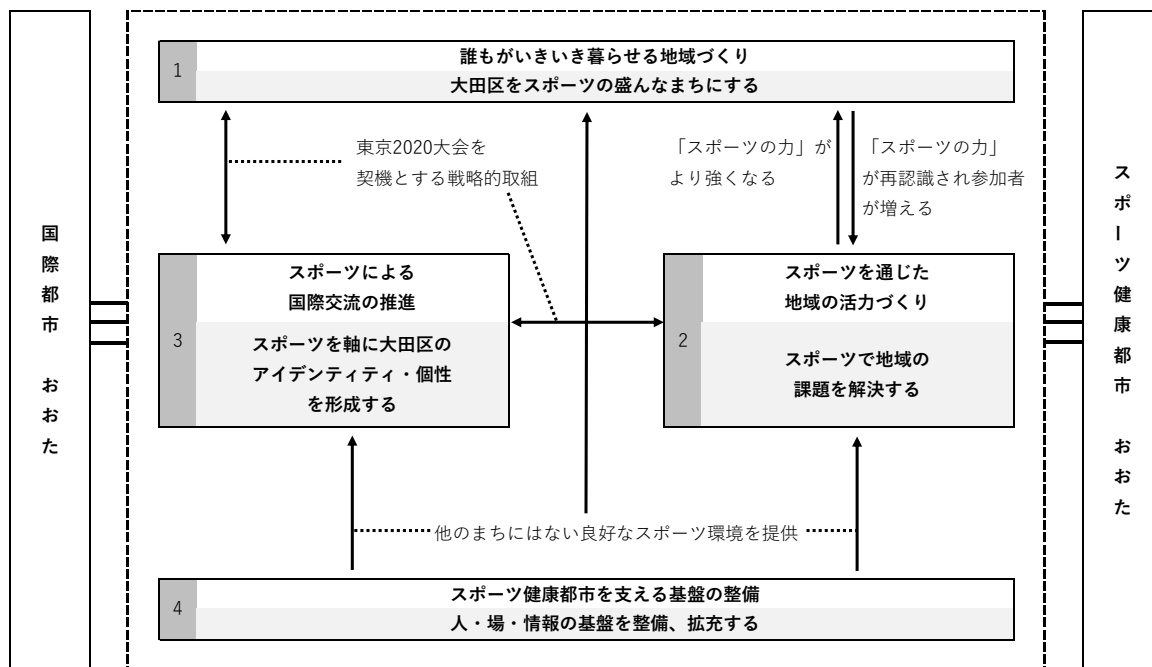 国際都市 おおた
1
誰もがいきいき暮らせる地域づくり
大田区をスポーツの盛んなまちにする
東京2020大会を
契機とする戦略的取組
「スポーツの力」が
より強くなる
「スポーツの力」
が再認識され参加者
が増える
3
スポーツによる
国際交流の推進
スポーツを軸に大田区の
アイデンティティ・個性
を形成する
2
スポーツを通じた
地域の活力づくり
スポーツで地域の
課題を解決する
他のまちにはない良好なスポーツ環境を提供
4
スポーツ健康都市を支える基盤の整備
人・場・情報の基盤を整備、拡充する
スポーツ健康都市 おおた